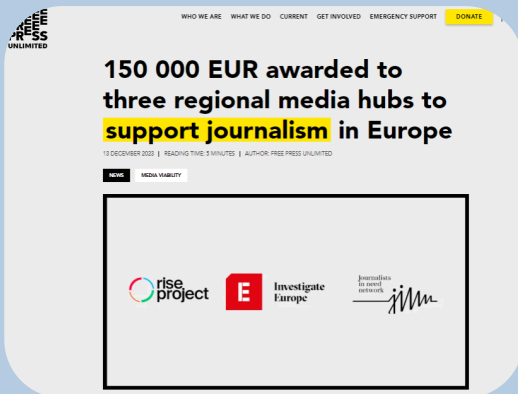 FREE
PRESS
UNLIMITED
WHO WE ARE WHAT WE DO CURRENT GET INVOLVED EMERGENCY SUPPORT DONATE
150 000 EUR awarded to
three regional media hubs to
support journalism in Europe
13 DECEMBER 2023 | READING TIME: 5 MINUTES | AUTHOR: FREE PRESS UNLIMITED
NEWS MEDIA VIABILITY
rise
project
E Investigate
Europe
journalists
in need
network
jinn